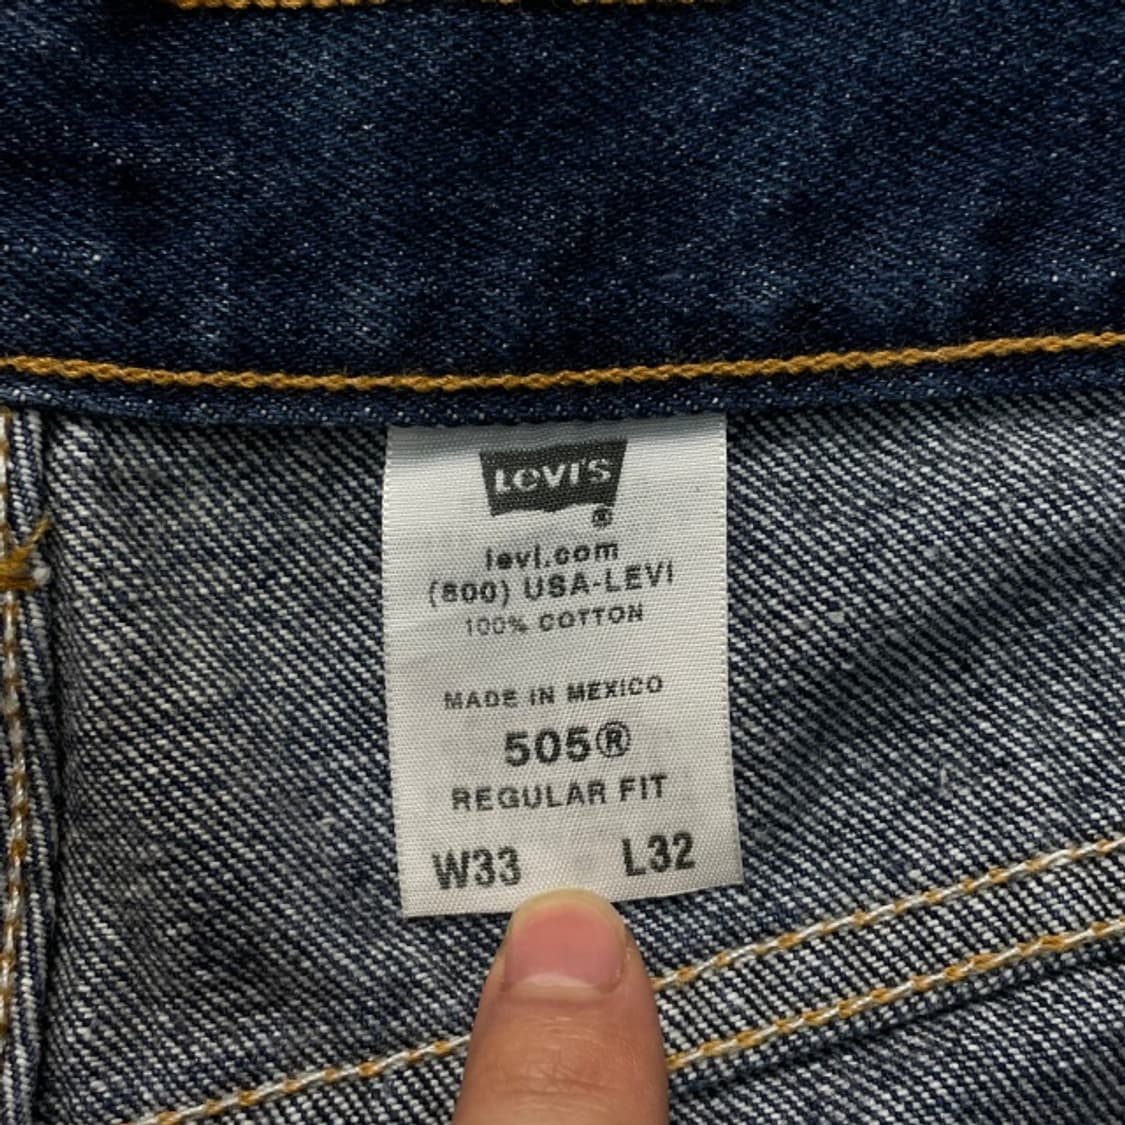 LEVI'S
®
levi.com
(800) USA-LEVI
100% COTTON
MADE IN MEXICO
505®
REGULAR FIT
W33 L32